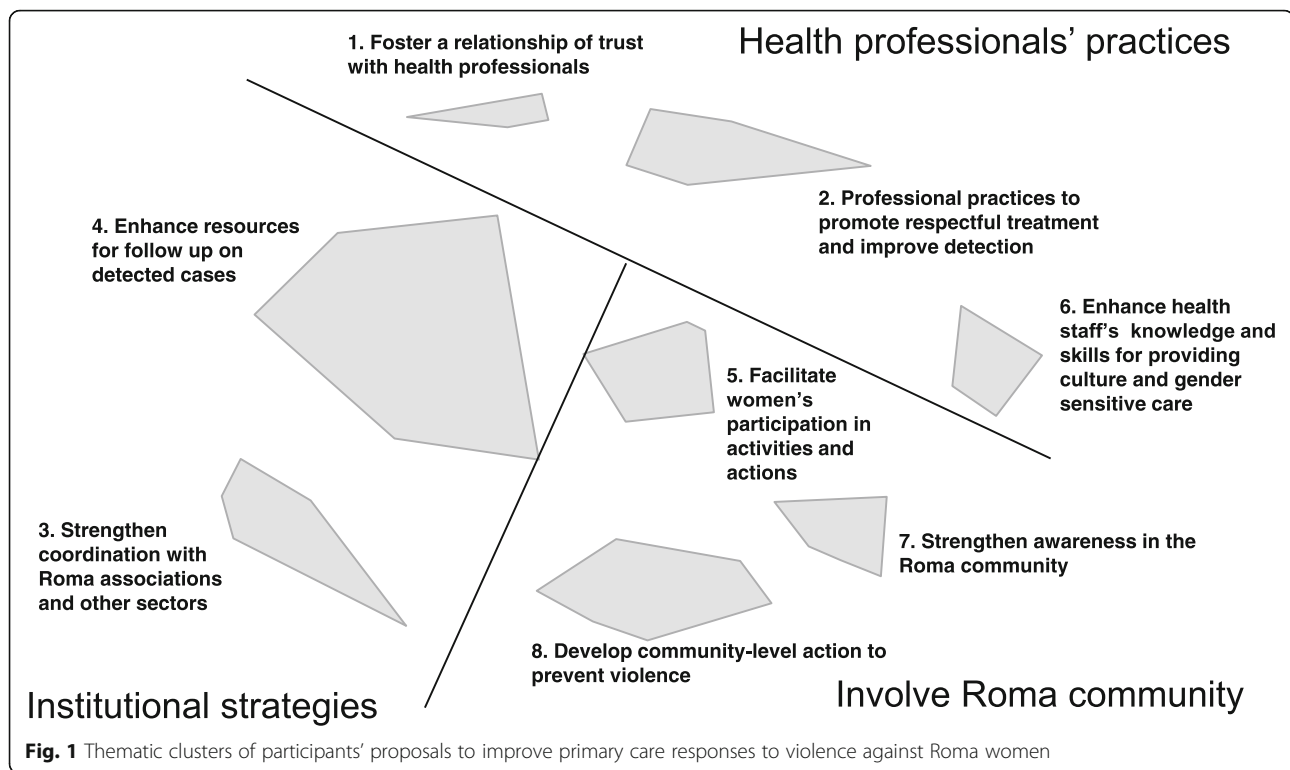 Health professionals' practices
1. Foster a relationship of trust
with health professionals
2. Professional practices to
promote respectful treatment
and improve detection
4. Enhance resources
for follow up on
detected cases
6. Enhance health
staff's knowledge and
skills for providing
culture and gender
sensitive care
5. Facilitate
women's
participation in
activities and
actions
3. Strengthen
coordination with
Roma associations
and other sectors
7. Strengthen awareness in the
Roma community
8. Develop community-level action to
prevent violence
Institutional strategies
Involve Roma community
Fig. 1 Thematic clusters of participants' proposals to improve primary care responses to violence against Roma women